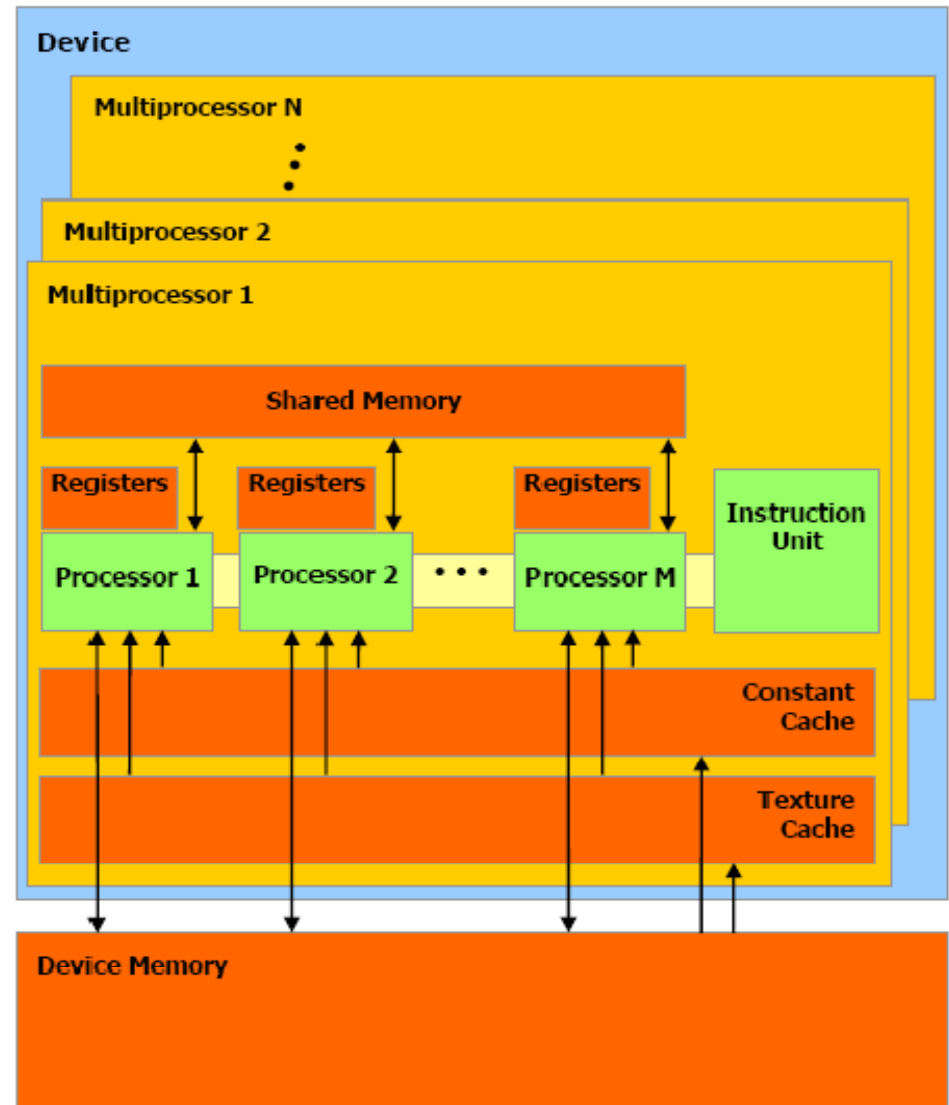 Device
Multiprocessor N
Multiprocessor 2
Multiprocessor 1
Shared Memory
Registers
Registers
Registers
Instruction
Unit
Processor 1
Processor 2
Processor M
Constant
Cache
Texture
Cache
Device Memory